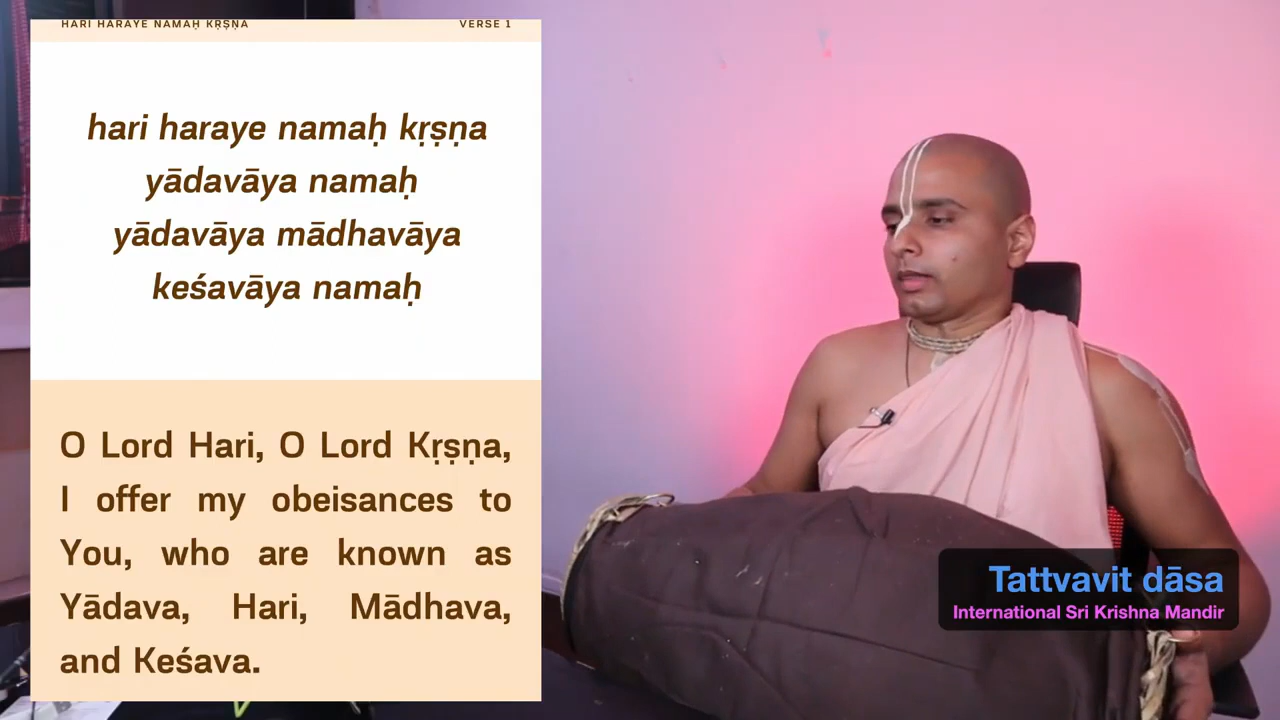 HARI HARAYE NAMAḤ KṚṢṆA
VERSE 1
hari haraye namaḥ kṛṣṇa
yādavāya namaḥ
yādavāya mādhavāya
keśavāya namaḥ
O Lord Hari, O Lord Kṛṣṇa,
I offer my obeisances to
You, who are known as
Yādava, Hari, Mādhava,
and Keśava.
Tattvavit dāsa
International Sri Krishna Mandir